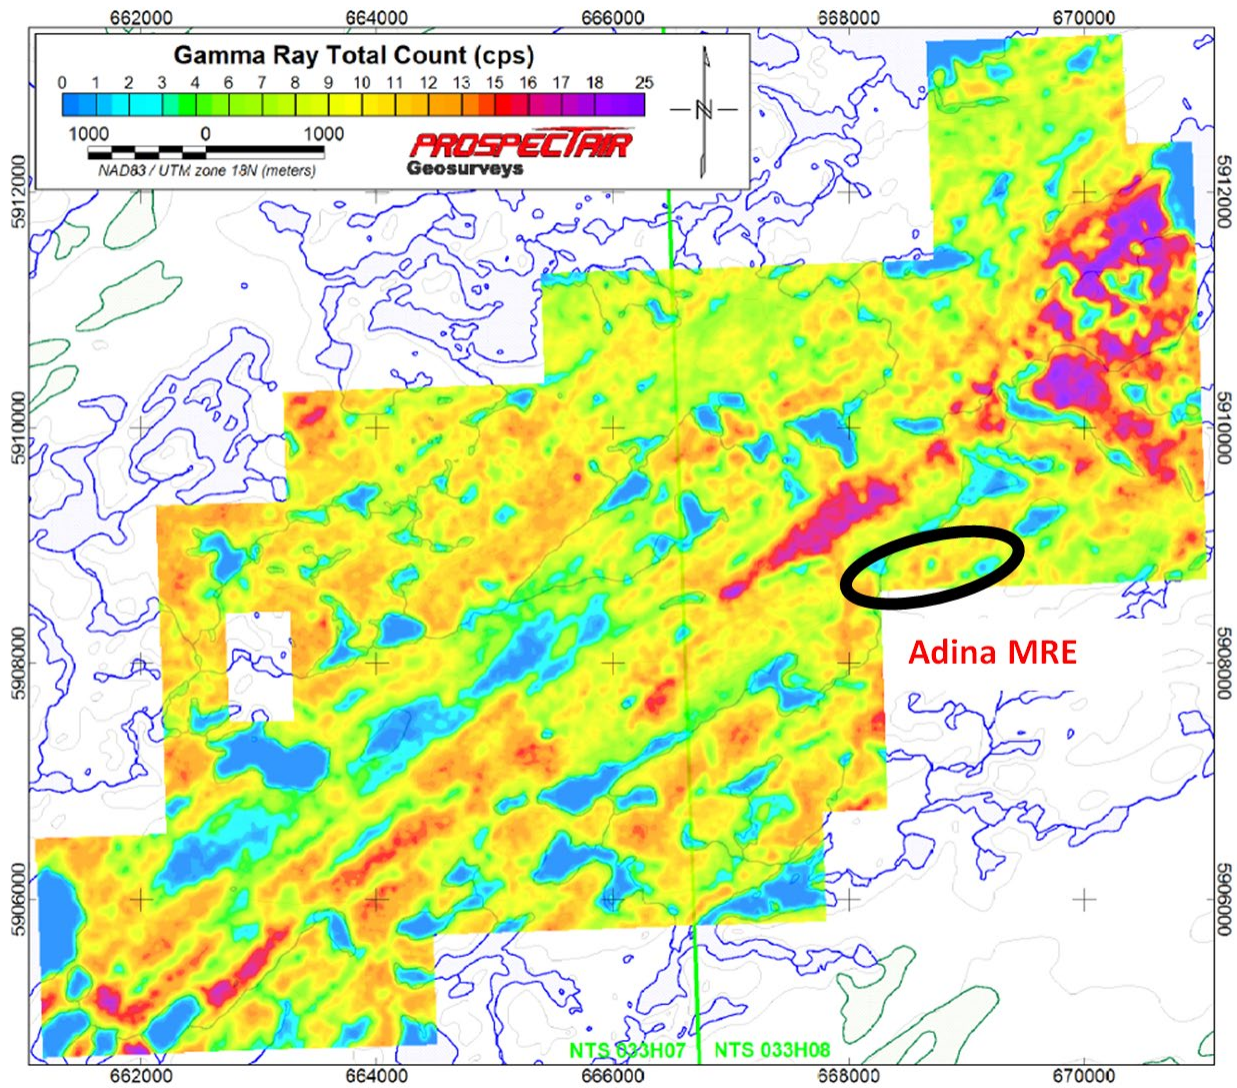 662000 664000 666000 668000 670000
Gamma Ray Total Count (cps)
0 1 2 3 4 6 7 8 9 10 11 12 13 15 16 17 18 25
1000 0 1000
NAD83 / UTM zone 18N (meters)
PROSPECTAIR
Geosurveys
N
5912000 5912000
5910000 5910000
5908000 5908000
Adina MRE
5906000 5906000
NTS 033H07 NTS 033H08
662000 664000 666000 668000 670000